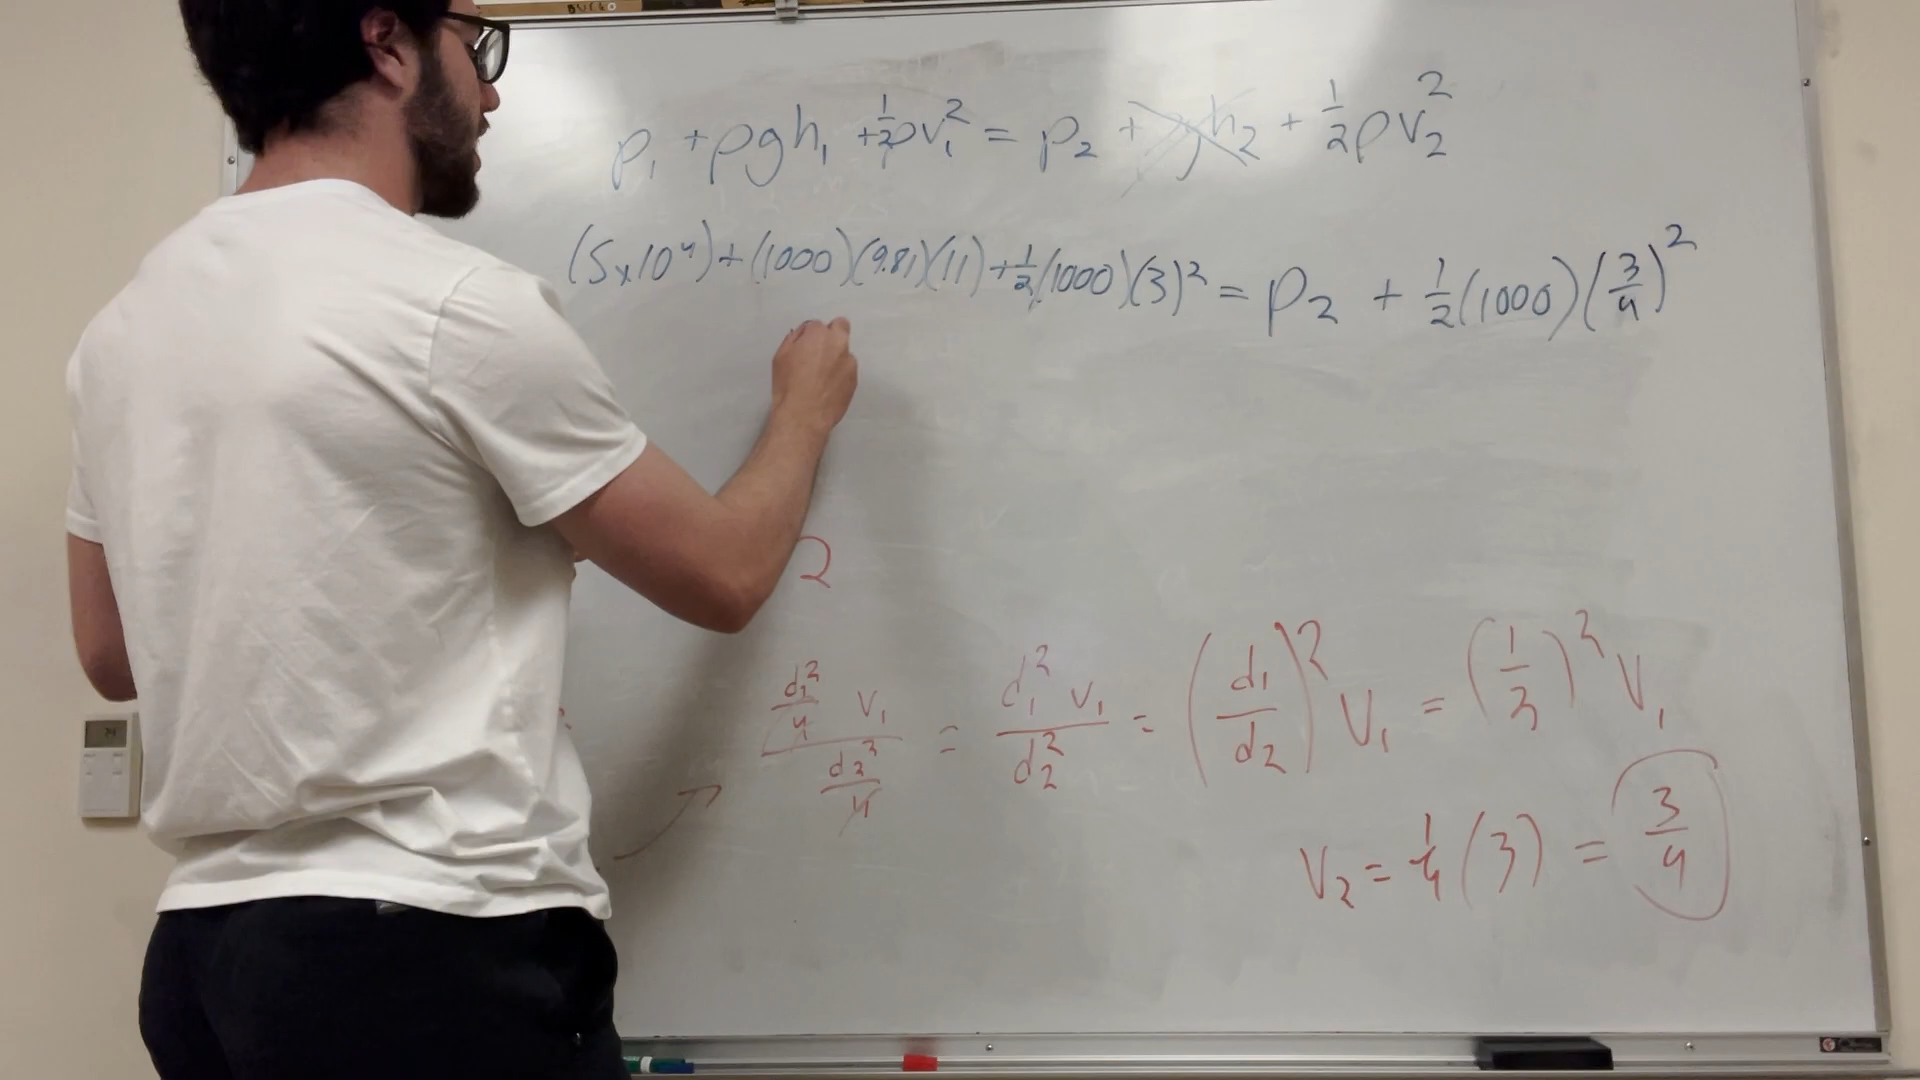 p₁ + ρgh₁ + ½ρv₁² = p₂ + ρgh₂ + ½ρv₂²
(5x10⁴) + (1000)(9.81)(11) + ½(1000)(3)² = p₂ + ½(1000)(3/4)²
2
(d₁²/4 v₁)/(d₂²/4) = d₁² v₁/d₂² = (d₁/d₂)² v₁ = (1/2)² v₁
v₂ = ¼(3) = 3/4